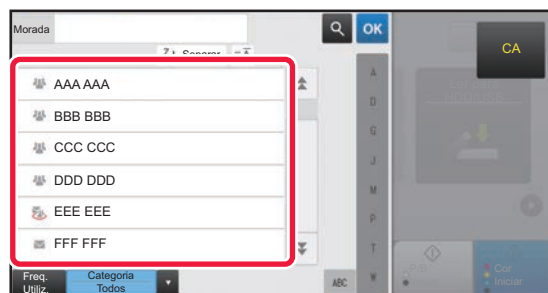 Morada
OK
CA
Separar
AAA AAA
BBB BBB
CCC CCC
DDD DDD
EEE EEE
FFF FFF
A
D
G
J
M
P
T
W
Freq.
Utiliz.
Categoria
Todos
ABC
Cor
Iniciar